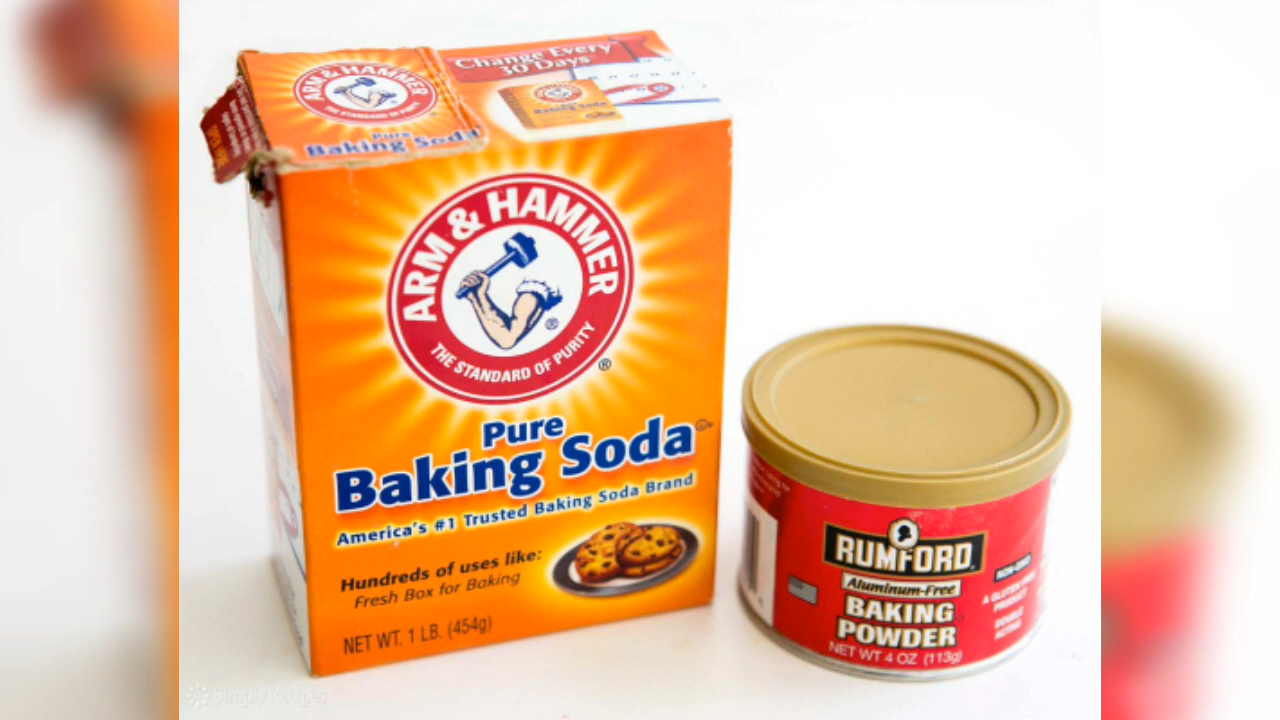 Change Every
30 Days
ARM & HAMMER
THE STANDARD OF PURITY
Pure
Baking Soda
Baking Soda
ARM & HAMMER
THE STANDARD OF PURITY
®
®
Pure
Baking Soda
America's #1 Trusted Baking Soda Brand
Hundreds of uses like:
Fresh Box for Baking
NET WT. 1 LB. (454g)
RUMFORD
Aluminum-Free
BAKING
POWDER
NET WT 4 OZ (113g)
NON-GMO
A GLUTEN-FREE
PRODUCT
DOUBLE
ACTING
SimplyRecipes